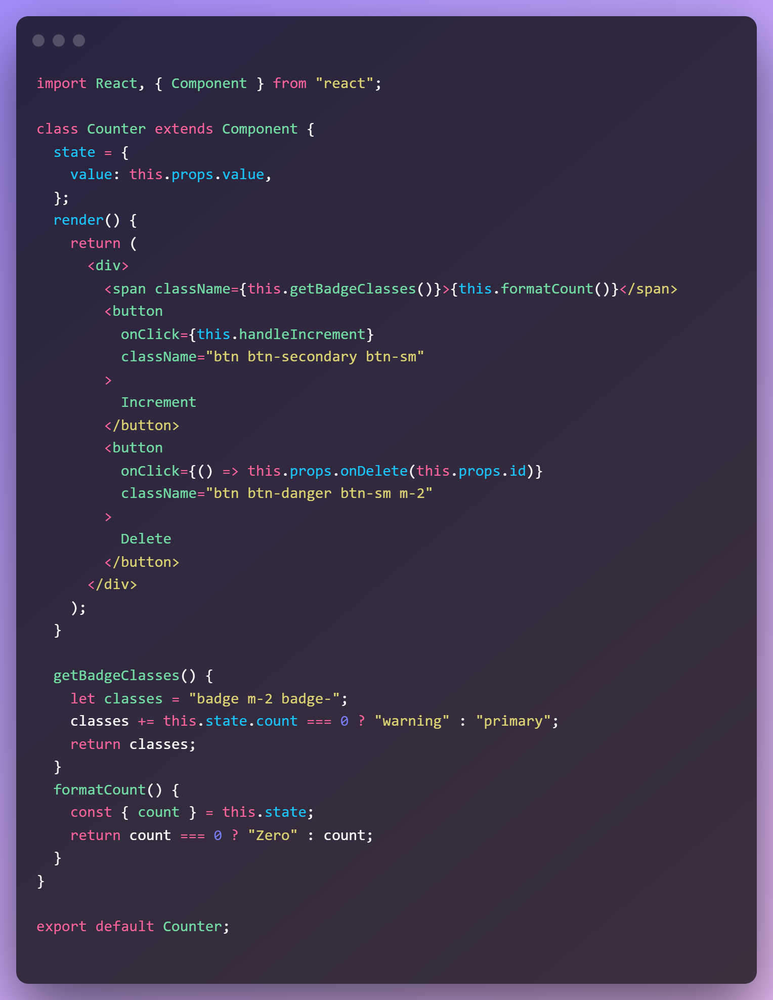 import React, { Component } from "react";

class Counter extends Component {
  state = {
    value: this.props.value,
  };
  render() {
    return (
      <div>
        <span className={this.getBadgeClasses()}>{this.formatCount()}</span>
        <button
          onClick={this.handleIncrement}
          className="btn btn-secondary btn-sm"
        >
          Increment
        </button>
        <button
          onClick={() => this.props.onDelete(this.props.id)}
          className="btn btn-danger btn-sm m-2"
        >
          Delete
        </button>
      </div>
    );
  }

  getBadgeClasses() {
    let classes = "badge m-2 badge-";
    classes += this.state.count === 0 ? "warning" : "primary";
    return classes;
  }
  formatCount() {
    const { count } = this.state;
    return count === 0 ? "Zero" : count;
  }
}

export default Counter;